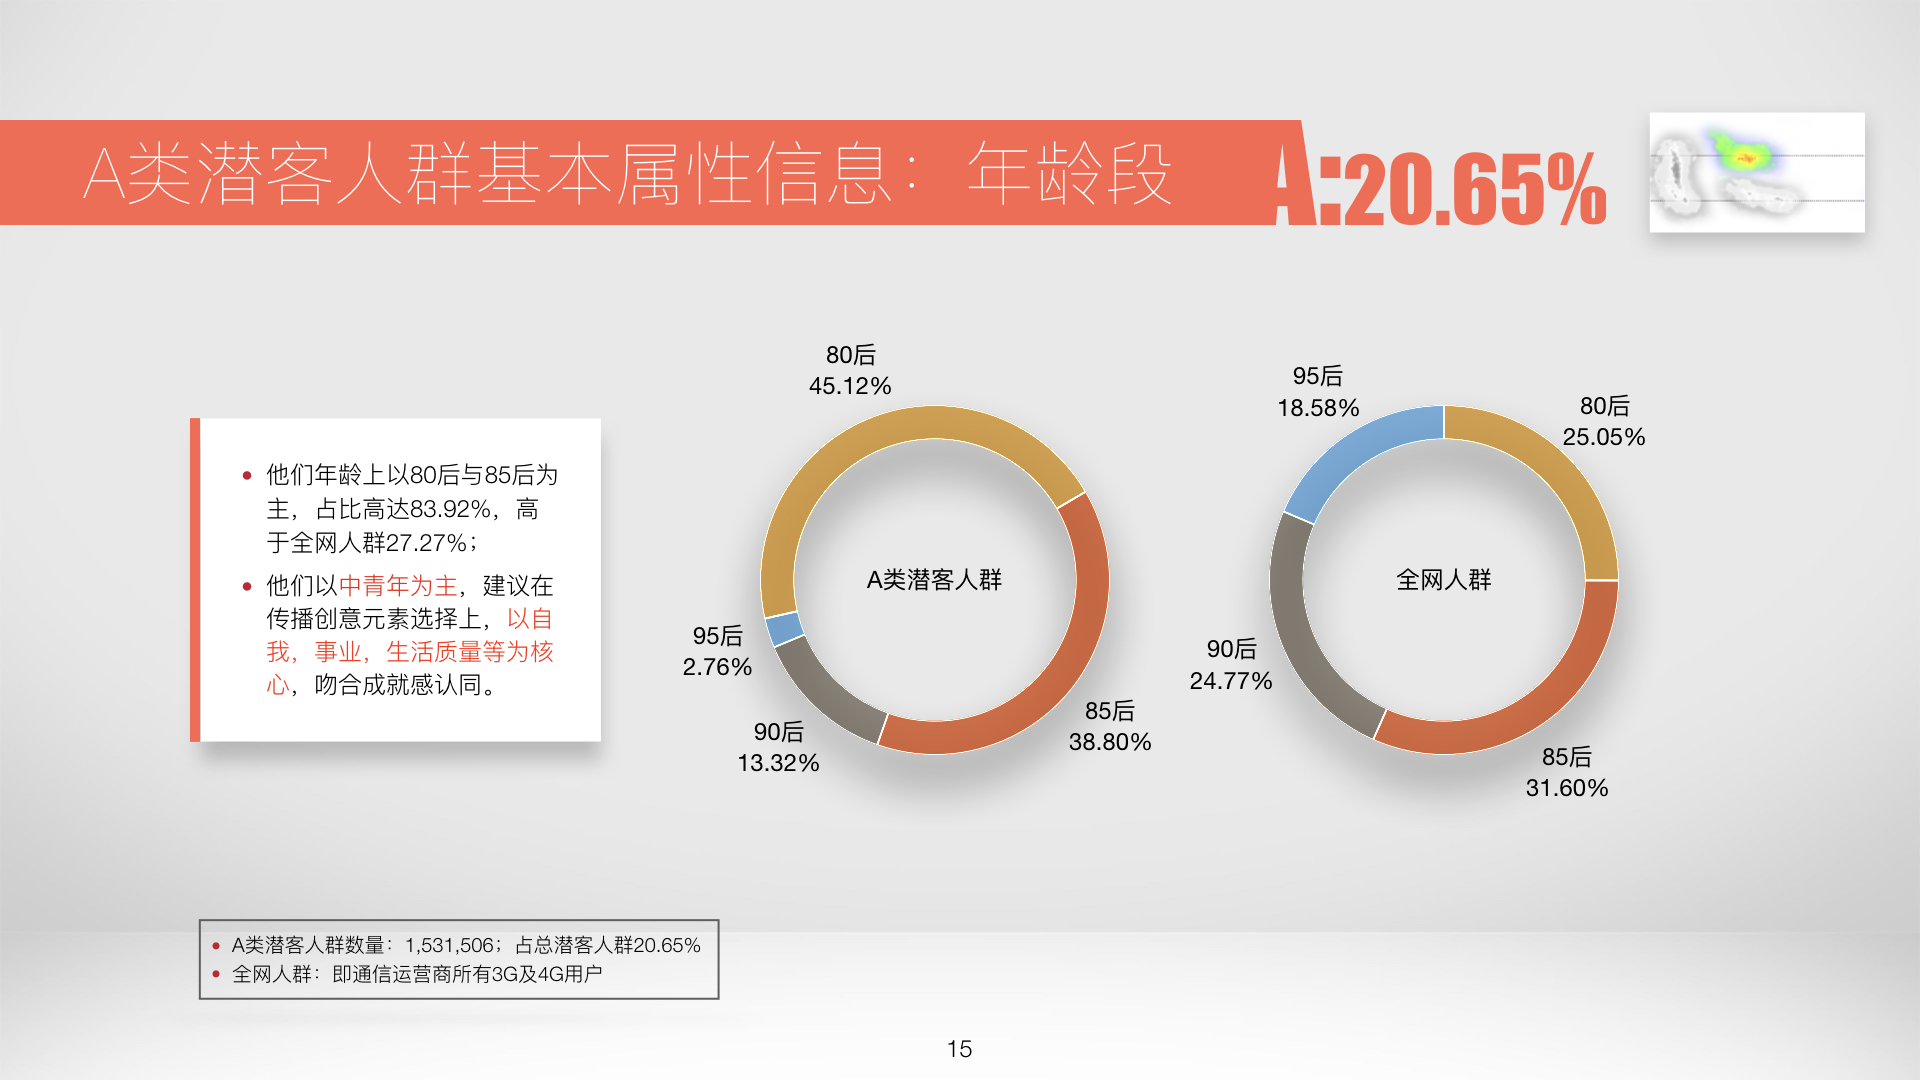 A类潜客人群基本属性信息：年龄段
A:20.65%
他们年龄上以80后与85后为
主，占比高达83.92%，高
于全网人群27.27%；
他们以中青年为主，建议在
传播创意元素选择上，以自
我，事业，生活质量等为核
心，吻合成就感认同。
80后
45.12%
95后
2.76%
90后
13.32%
85后
38.80%
A类潜客人群
95后
18.58%
80后
25.05%
90后
24.77%
85后
31.60%
全网人群
A类潜客人群数量：1,531,506；占总潜客人群20.65%
全网人群：即通信运营商所有3G及4G用户
15